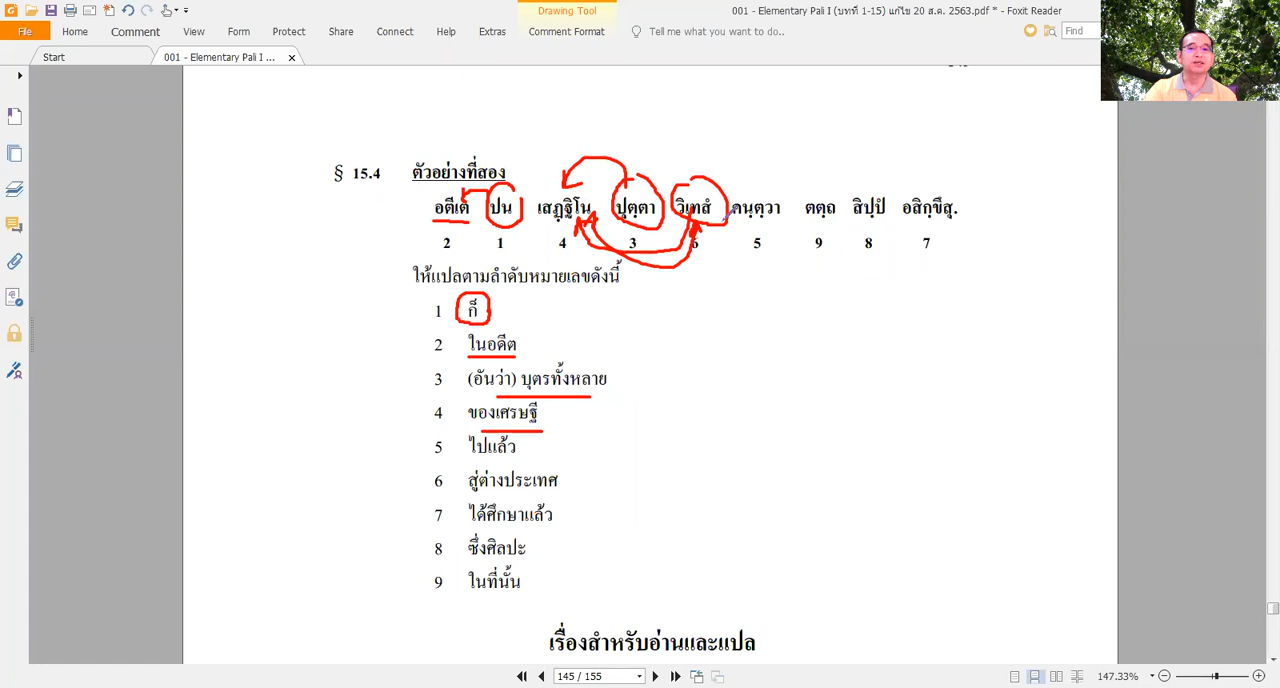 Drawing Tool
001 - Elementary Pali I (บทที่ 1-15) แก้ไข 20 ส.ค. 2563.pdf * - Foxit Reader
File Home Comment View Form Protect Share Connect Help Extras Comment Format Tell me what you want to do.. Find
Start 001 - Elementary Pali I ...
§ 15.4 ตัวอย่างที่สอง
อตีเต ปน เสฏฺฐิโน ปุตฺตา วิเทสํ คนฺตฺวา ตตฺถ สิปฺปํ อสิกฺขึสุ.
2 1 4 3 6 5 9 8 7
ให้แปลตามลำดับหมายเลขดังนี้
1 ก็
2 ในอดีต
3 (อันว่า) บุตรทั้งหลาย
4 ของเศรษฐี
5 ไปแล้ว
6 สู่ต่างประเทศ
7 ได้ศึกษาแล้ว
8 ซึ่งศิลปะ
9 ในที่นั้น
เรื่องสำหรับอ่านและแปล
145 / 155 147.33%